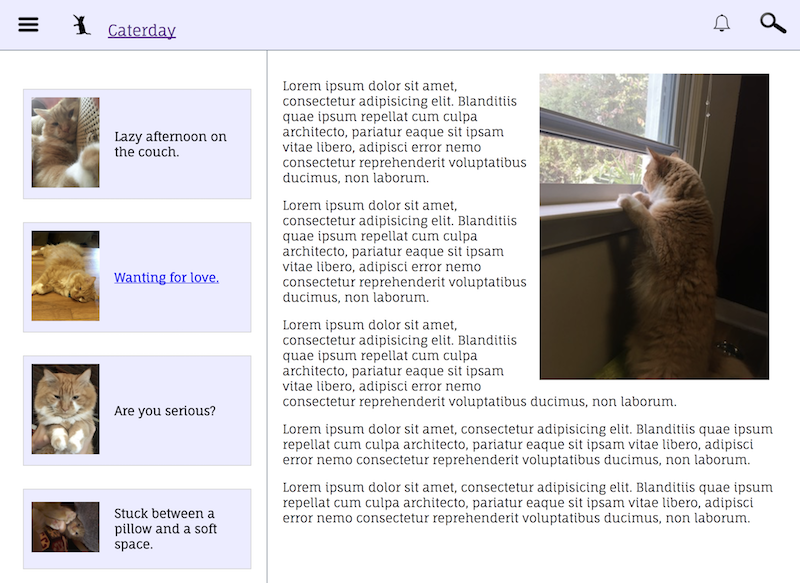 Caterday
Lazy afternoon on
the couch.
Wanting for love.
Are you serious?
Stuck between a
pillow and a soft
space.
Lorem ipsum dolor sit amet,
consectetur adipisicing elit. Blanditiis
quae ipsum repellat cum culpa
architecto, pariatur eaque sit ipsam
vitae libero, adipisci error nemo
consectetur reprehenderit voluptatibus
ducimus, non laborum.
Lorem ipsum dolor sit amet,
consectetur adipisicing elit. Blanditiis
quae ipsum repellat cum culpa
architecto, pariatur eaque sit ipsam
vitae libero, adipisci error nemo
consectetur reprehenderit voluptatibus
ducimus, non laborum.
Lorem ipsum dolor sit amet,
consectetur adipisicing elit. Blanditiis
quae ipsum repellat cum culpa
architecto, pariatur eaque sit ipsam
vitae libero, adipisci error nemo
consectetur reprehenderit voluptatibus ducimus, non laborum.
Lorem ipsum dolor sit amet, consectetur adipisicing elit. Blanditiis quae ipsum
repellat cum culpa architecto, pariatur eaque sit ipsam vitae libero, adipisci
error nemo consectetur reprehenderit voluptatibus ducimus, non laborum.
Lorem ipsum dolor sit amet, consectetur adipisicing elit. Blanditiis quae ipsum
repellat cum culpa architecto, pariatur eaque sit ipsam vitae libero, adipisci
error nemo consectetur reprehenderit voluptatibus ducimus, non laborum.